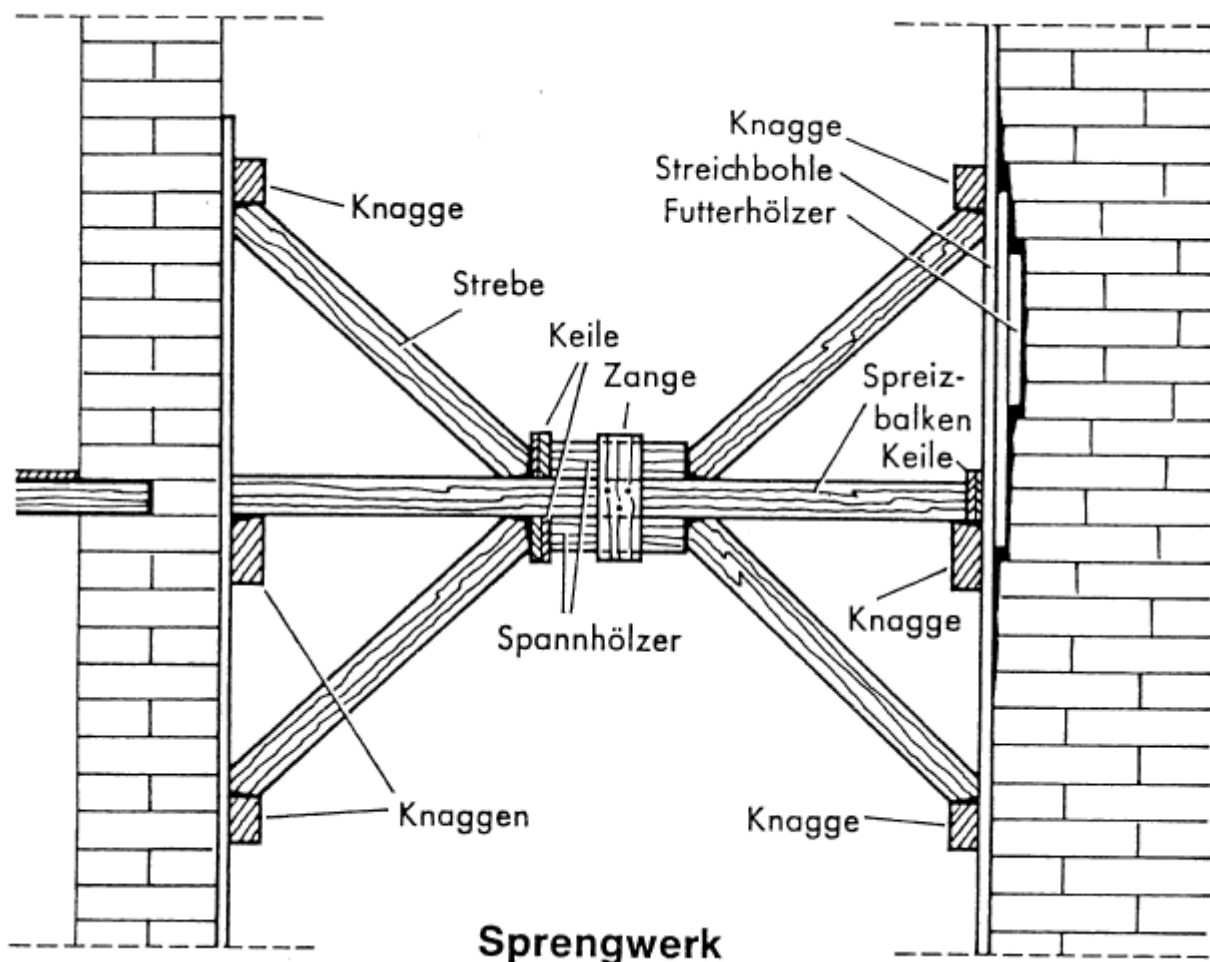 Knagge
Streichbohle
Futterhölzer
Knagge
Strebe
Keile
Zange
Spreiz-
balken
Keile
Knagge
Spannhölzer
Knaggen
Knagge
Sprengwerk